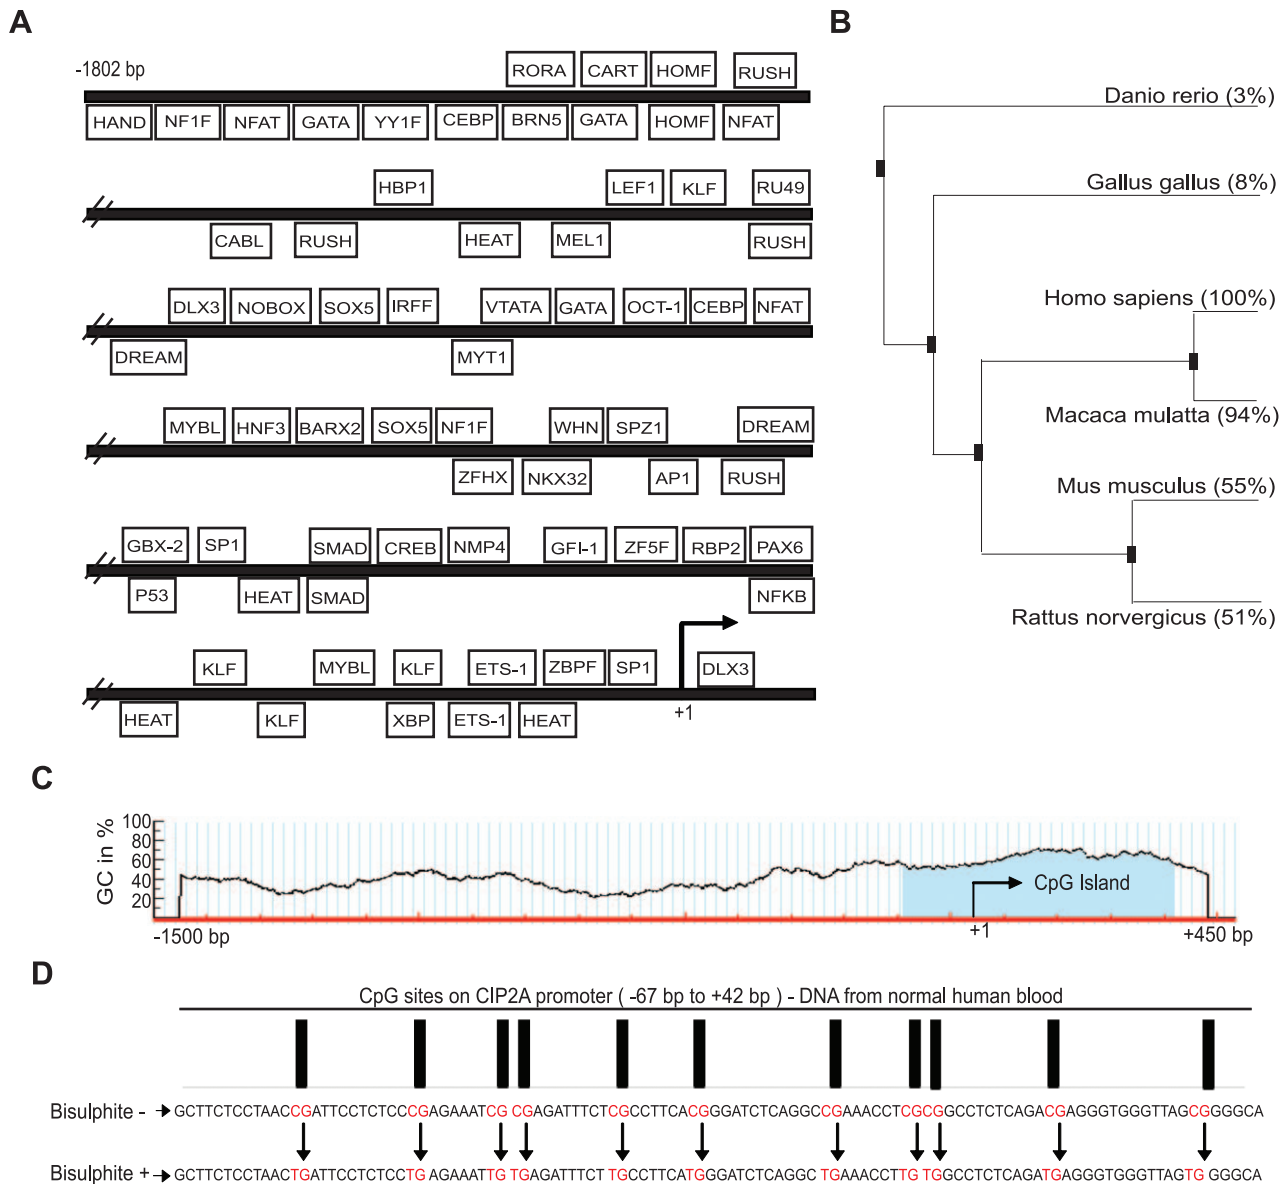 A
-1802 bp
RORA CART HOMF RUSH
HAND NF1F NFAT GATA YY1F CEBP BRN5 GATA HOMF NFAT
HBP1 LEF1 KLF RU49
CABL RUSH HEAT MEL1 RUSH
DLX3 NOBOX SOX5 IRFF VTATA GATA OCT-1 CEBP NFAT
DREAM MYT1
MYBL HNF3 BARX2 SOX5 NF1F WHN SPZ1 DREAM
ZFHX NKX32 AP1 RUSH
GBX-2 SP1 SMAD CREB NMP4 GFI-1 ZF5F RBP2 PAX6
P53 HEAT SMAD NFKB
KLF MYBL KLF ETS-1 ZBPF SP1 DLX3
HEAT KLF XBP ETS-1 HEAT +1
B
Danio rerio (3%)
Gallus gallus (8%)
Homo sapiens (100%)
Macaca mulatta (94%)
Mus musculus (55%)
Rattus norvergicus (51%)
C
GC in %
100
80
60
40
20
CpG Island
-1500 bp +1 +450 bp
D
CpG sites on CIP2A promoter ( -67 bp to +42 bp ) - DNA from normal human blood
Bisulphite - GCTTCTCCTAACCGATTCCTCTCCCGAGAAATCG CGAGATTTCTCGCCTTCACGGGATCTCAGGCCGAAACCTCGCGGCCTCTCAGACGAGGGTGGGTTAGCGGGGCA
Bisulphite + GCTTCTCCTAACTGATTCCTCTCCTGAGAAATTG TGAGATTTCT TGCCTTCATGGGATCTCAGGC TGAAACCTTG TGGCCTCTCAGATGAGGGTGGGTTAGTG GGGCA